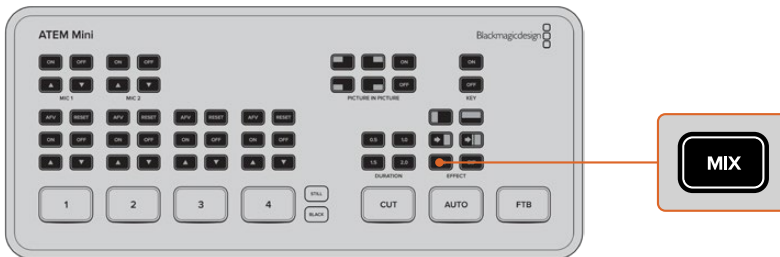 ATEM Mini
Blackmagicdesign
ON OFF ON OFF ON ON
OFF OFF
MIC 1 MIC 2 PICTURE IN PICTURE KEY
AFV RESET AFV RESET AFV RESET AFV RESET
ON OFF ON OFF ON OFF ON OFF 0.5 1.0
1.5 2.0 DIP
DURATION EFFECT
MIX
1 2 3 4 STILL CUT AUTO FTB
BLACK